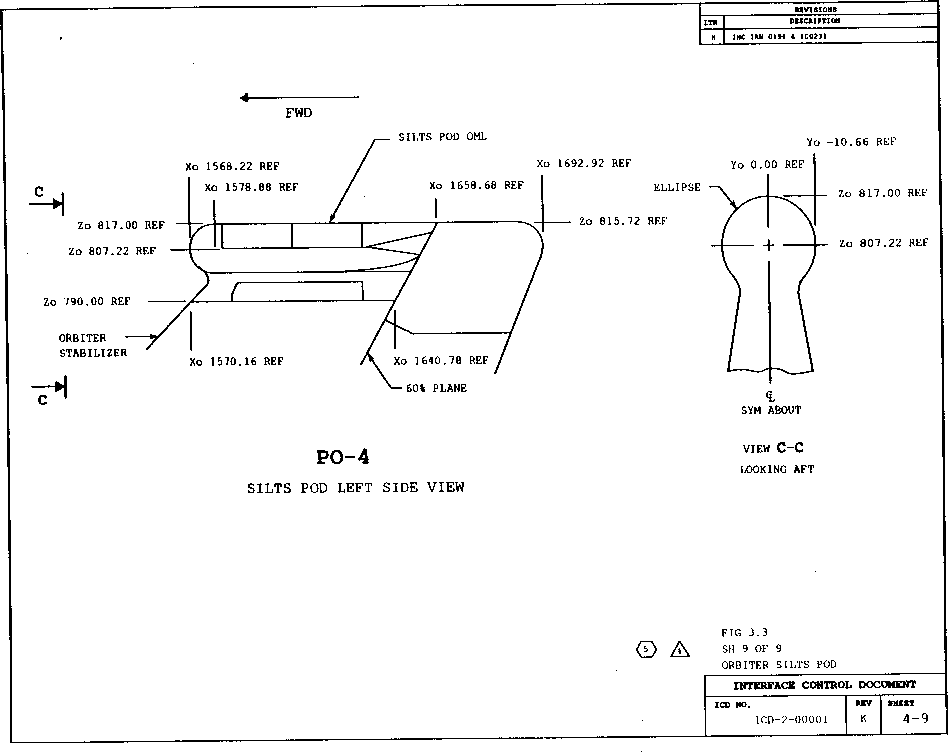 REVISIONS
LTR DESCRIPTION
K INC IRN 0194 & IC0231
FWD
SILTS POD OML
Xo 1568.22 REF
Xo 1578.88 REF
Xo 1658.68 REF
Xo 1692.92 REF
Yo -10.66 REF
Yo 0.00 REF
ELLIPSE
C
Zo 817.00 REF
Zo 817.00 REF
Zo 815.72 REF
Zo 807.22 REF
Zo 807.22 REF
Zo 790.00 REF
ORBITER
STABILIZER
Xo 1570.16 REF
Xo 1640.78 REF
60% PLANE
C
℄
SYM ABOUT
PO-4
SILTS POD LEFT SIDE VIEW
VIEW C-C
LOOKING AFT
5
4
FIG 3.3
SH 9 OF 9
ORBITER SILTS POD
INTERFACE CONTROL DOCUMENT
ICD NO. REV SHEET
ICD-2-00001 K 4-9